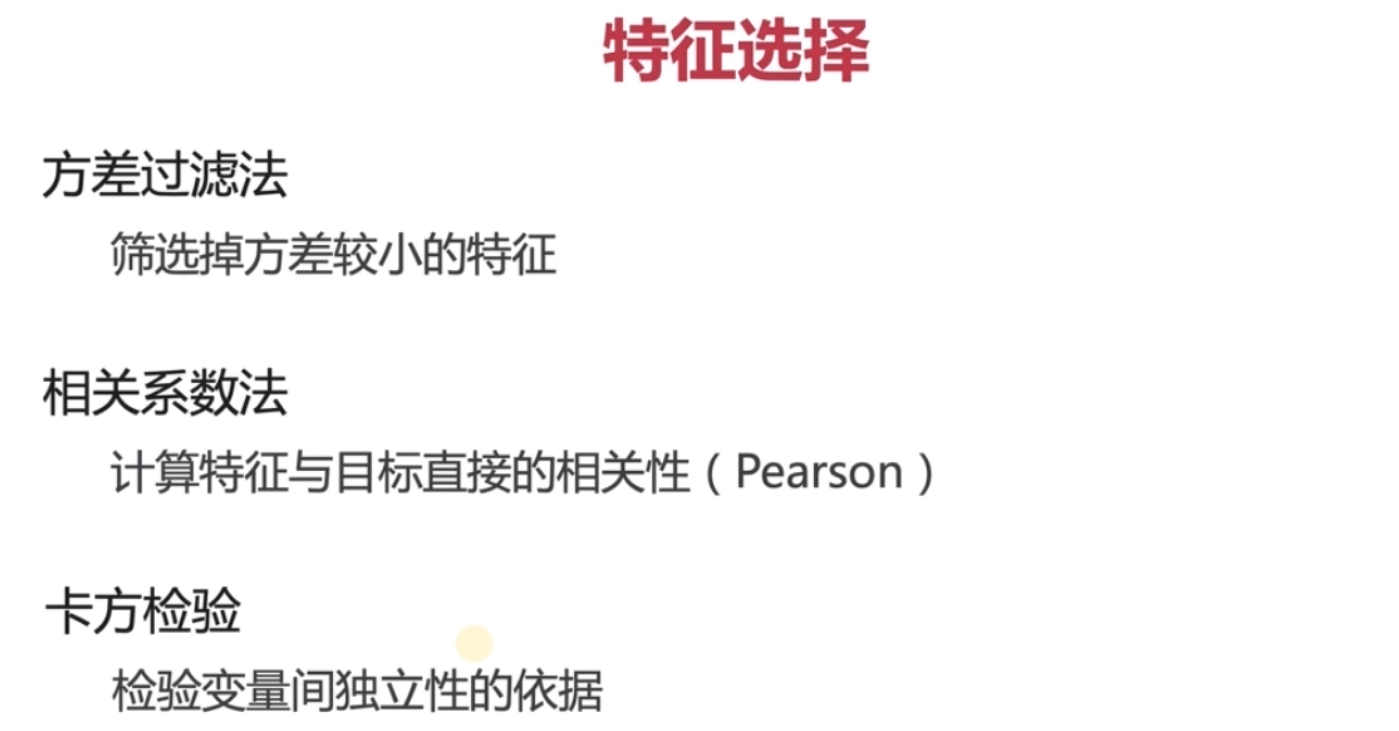 特征选择
方差过滤法
筛选掉方差较小的特征
相关系数法
计算特征与目标直接的相关性（Pearson）
卡方检验
检验变量间独立性的依据